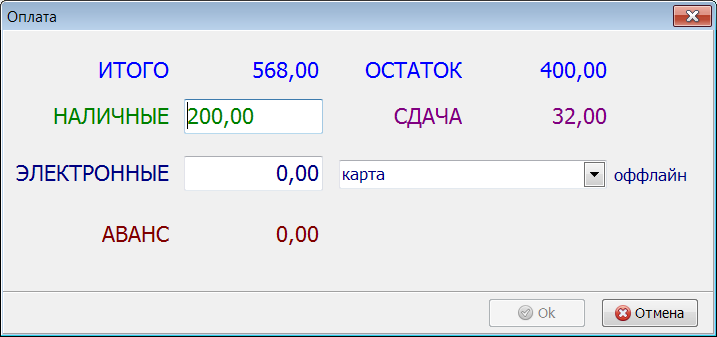 Оплата
ИТОГО 568,00 ОСТАТОК 400,00
НАЛИЧНЫЕ 200,00 СДАЧА 32,00
ЭЛЕКТРОННЫЕ 0,00 карта оффлайн
АВАНС 0,00
Ok Отмена